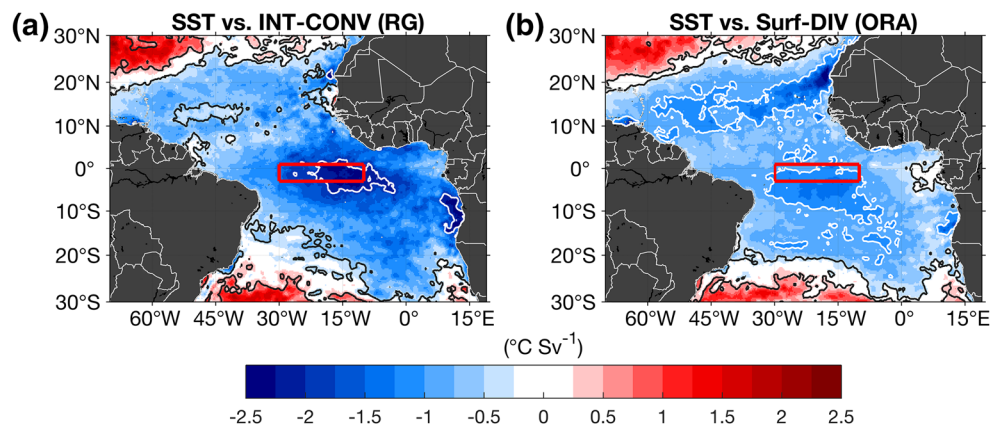 (a) SST vs. INT-CONV (RG)
(b) SST vs. Surf-DIV (ORA)
30°N
20°N
10°N
0°
10°S
20°S
30°S
60°W 45°W 30°W 15°W 0° 15°E
30°N
20°N
10°N
0°
10°S
20°S
30°S
60°W 45°W 30°W 15°W 0° 15°E
(°C Sv⁻¹)
-2.5 -2 -1.5 -1 -0.5 0 0.5 1 1.5 2 2.5